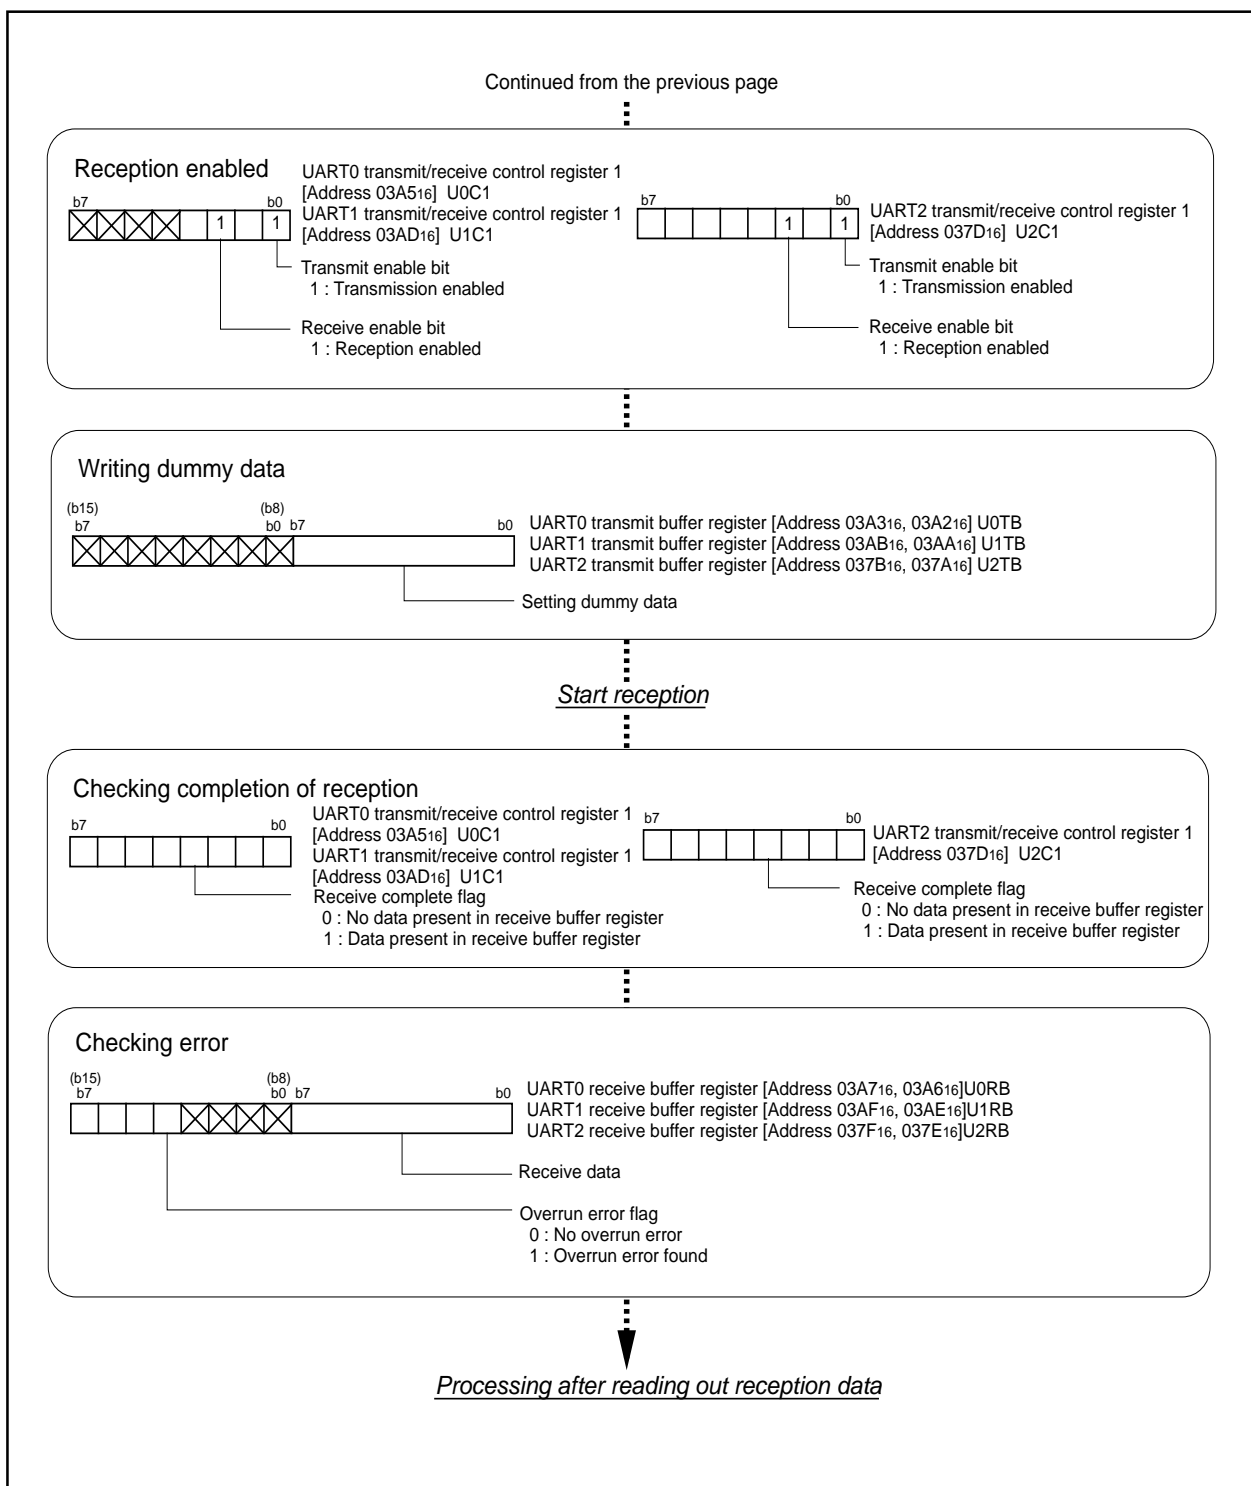 Continued from the previous page
Reception enabled
b7 b0
1 1
UART0 transmit/receive control register 1
[Address 03A516] U0C1
UART1 transmit/receive control register 1
[Address 03AD16] U1C1
Transmit enable bit
1 : Transmission enabled
Receive enable bit
1 : Reception enabled
b7 b0
1 1
UART2 transmit/receive control register 1
[Address 037D16] U2C1
Transmit enable bit
1 : Transmission enabled
Receive enable bit
1 : Reception enabled
Writing dummy data
(b15) (b8)
b7 b0 b7 b0
UART0 transmit buffer register [Address 03A316, 03A216] U0TB
UART1 transmit buffer register [Address 03AB16, 03AA16] U1TB
UART2 transmit buffer register [Address 037B16, 037A16] U2TB
Setting dummy data
Start reception
Checking completion of reception
b7 b0
UART0 transmit/receive control register 1
[Address 03A516] U0C1
UART1 transmit/receive control register 1
[Address 03AD16] U1C1
Receive complete flag
0 : No data present in receive buffer register
1 : Data present in receive buffer register
b7 b0
UART2 transmit/receive control register 1
[Address 037D16] U2C1
Receive complete flag
0 : No data present in receive buffer register
1 : Data present in receive buffer register
Checking error
(b15) (b8)
b7 b0 b7 b0
UART0 receive buffer register [Address 03A716, 03A616]U0RB
UART1 receive buffer register [Address 03AF16, 03AE16]U1RB
UART2 receive buffer register [Address 037F16, 037E16]U2RB
Receive data
Overrun error flag
0 : No overrun error
1 : Overrun error found
Processing after reading out reception data